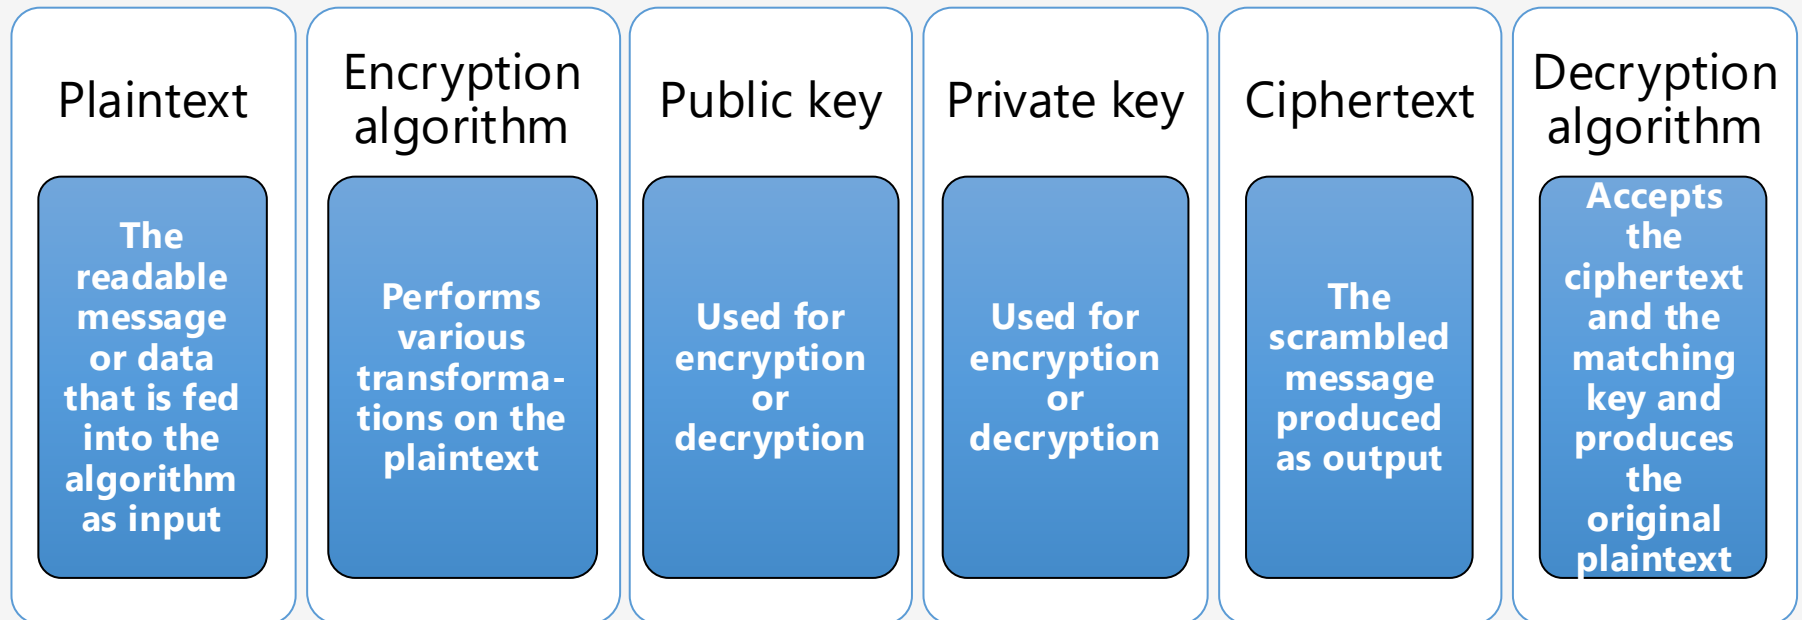 Plaintext
The
readable
message
or data
that is fed
into the
algorithm
as input
Encryption
algorithm
Performs
various
transforma-
tions on the
plaintext
Public key
Used for
encryption
or
decryption
Private key
Used for
encryption
or
decryption
Ciphertext
The
scrambled
message
produced
as output
Decryption
algorithm
Accepts
the
ciphertext
and the
matching
key and
produces
the
original
plaintext